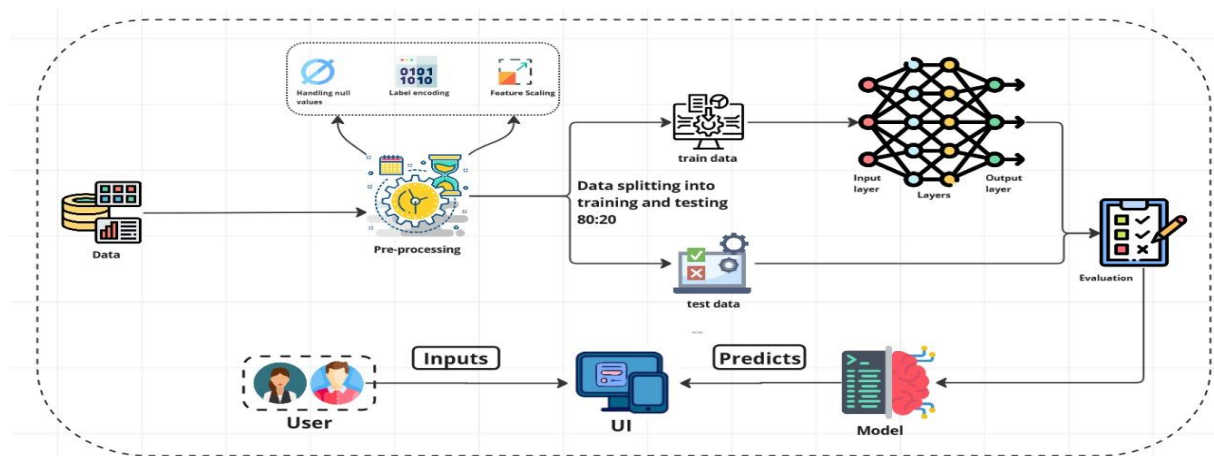 Handling null
values
Label encoding
0101
1010
Feature Scaling
train data
Input
layer
Layers
Output
layer
Data splitting into
training and testing
80:20
Data
Pre-processing
test data
Evaluation
Inputs
Predicts
User
UI
Model